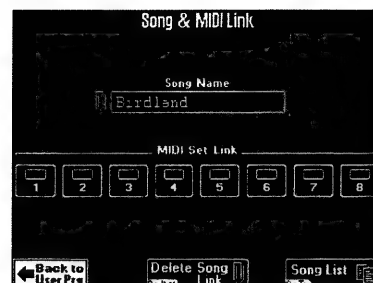 Song & MIDI Link
Song Name
Birdland
MIDI Set Link
1 2 3 4 5 6 7 8
Back to User Prg
Delete Song Link
Song List